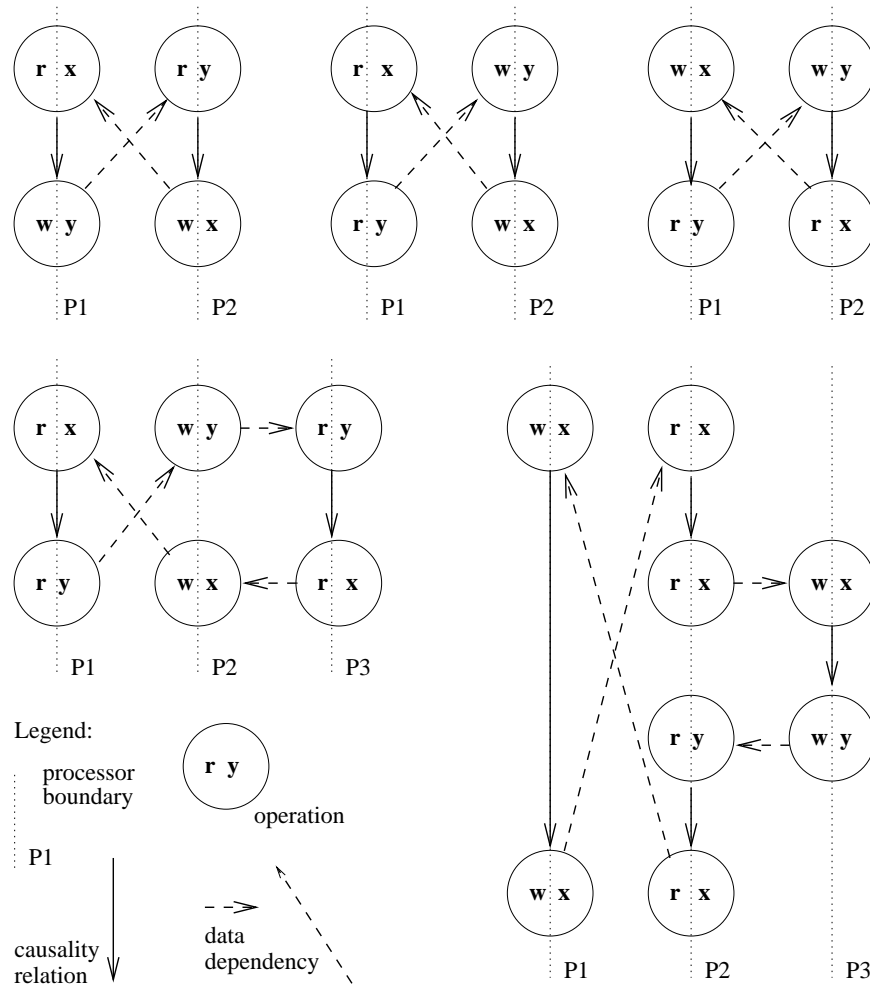 r x r y r x w y w x w y
w y w x r y w x r y r x
P1 P2 P1 P2 P1 P2
r x w y r y w x r x
r y w x r x r x w x
P1 P2 P3
r y w y
Legend:
r y
processor
boundary
operation
P1
w x r x
data
dependency
causality
relation
P1 P2 P3